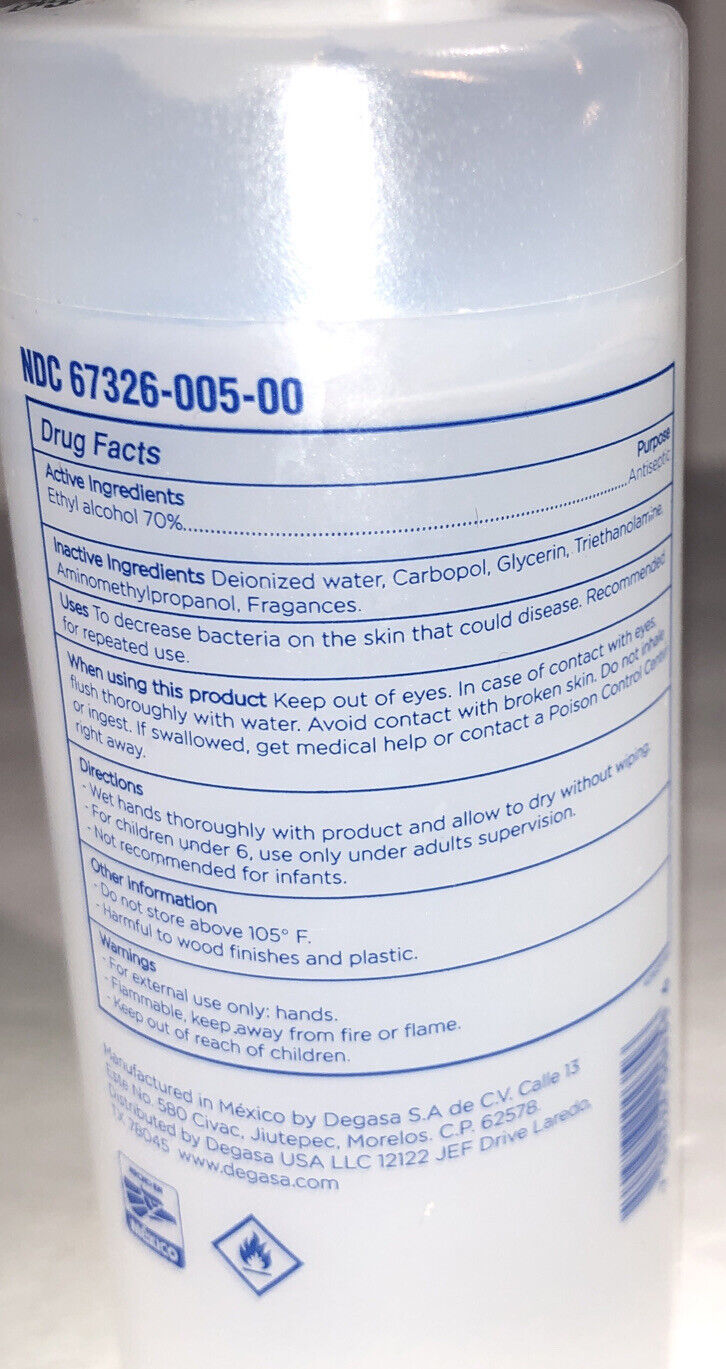 NDC 67326-005-00
Drug Facts
Active Ingredients Purpose
Ethyl alcohol 70%................................................Antiseptic
Inactive Ingredients Deionized water, Carbopol, Glycerin, Triethanolamine,
Aminomethylpropanol, Fragances.
Uses To decrease bacteria on the skin that could disease. Recommended
for repeated use.
When using this product Keep out of eyes. In case of contact with eyes,
flush thoroughly with water. Avoid contact with broken skin. Do not inhale
or ingest. If swallowed, get medical help or contact a Poison Control Center
right away.
Directions
- Wet hands thoroughly with product and allow to dry without wiping.
- For children under 6, use only under adults supervision.
- Not recommended for infants.
Other Information
- Do not store above 105° F.
- Harmful to wood finishes and plastic.
Warnings
- For external use only: hands.
- Flammable, keep away from fire or flame.
- Keep out of reach of children.
Manufactured in México by Degasa S.A de C.V. Calle 13
Este No. 580 Civac, Jiutepec, Morelos. C.P. 62578.
Distributed by Degasa USA LLC 12122 JEF Drive Laredo,
TX 78045 www.degasa.com
MÉXICO